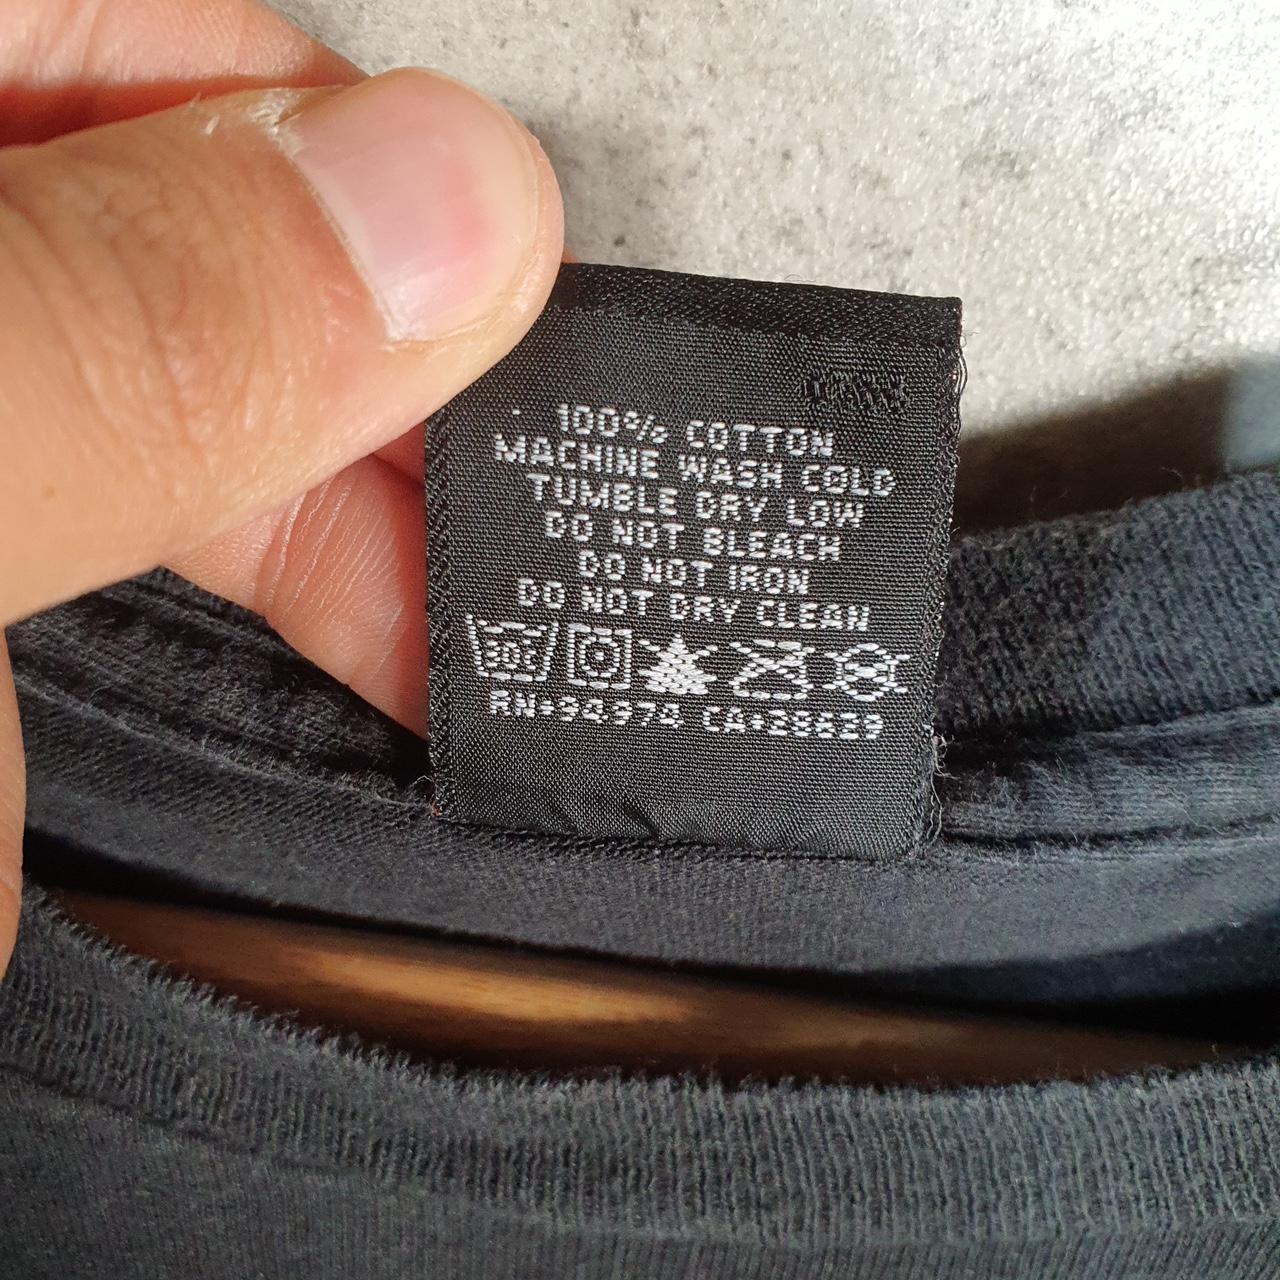 100% COTTON
MACHINE WASH COLD
TUMBLE DRY LOW
DO NOT BLEACH
DO NOT IRON
DO NOT DRY CLEAN
30°
RN•94974 CA•28629